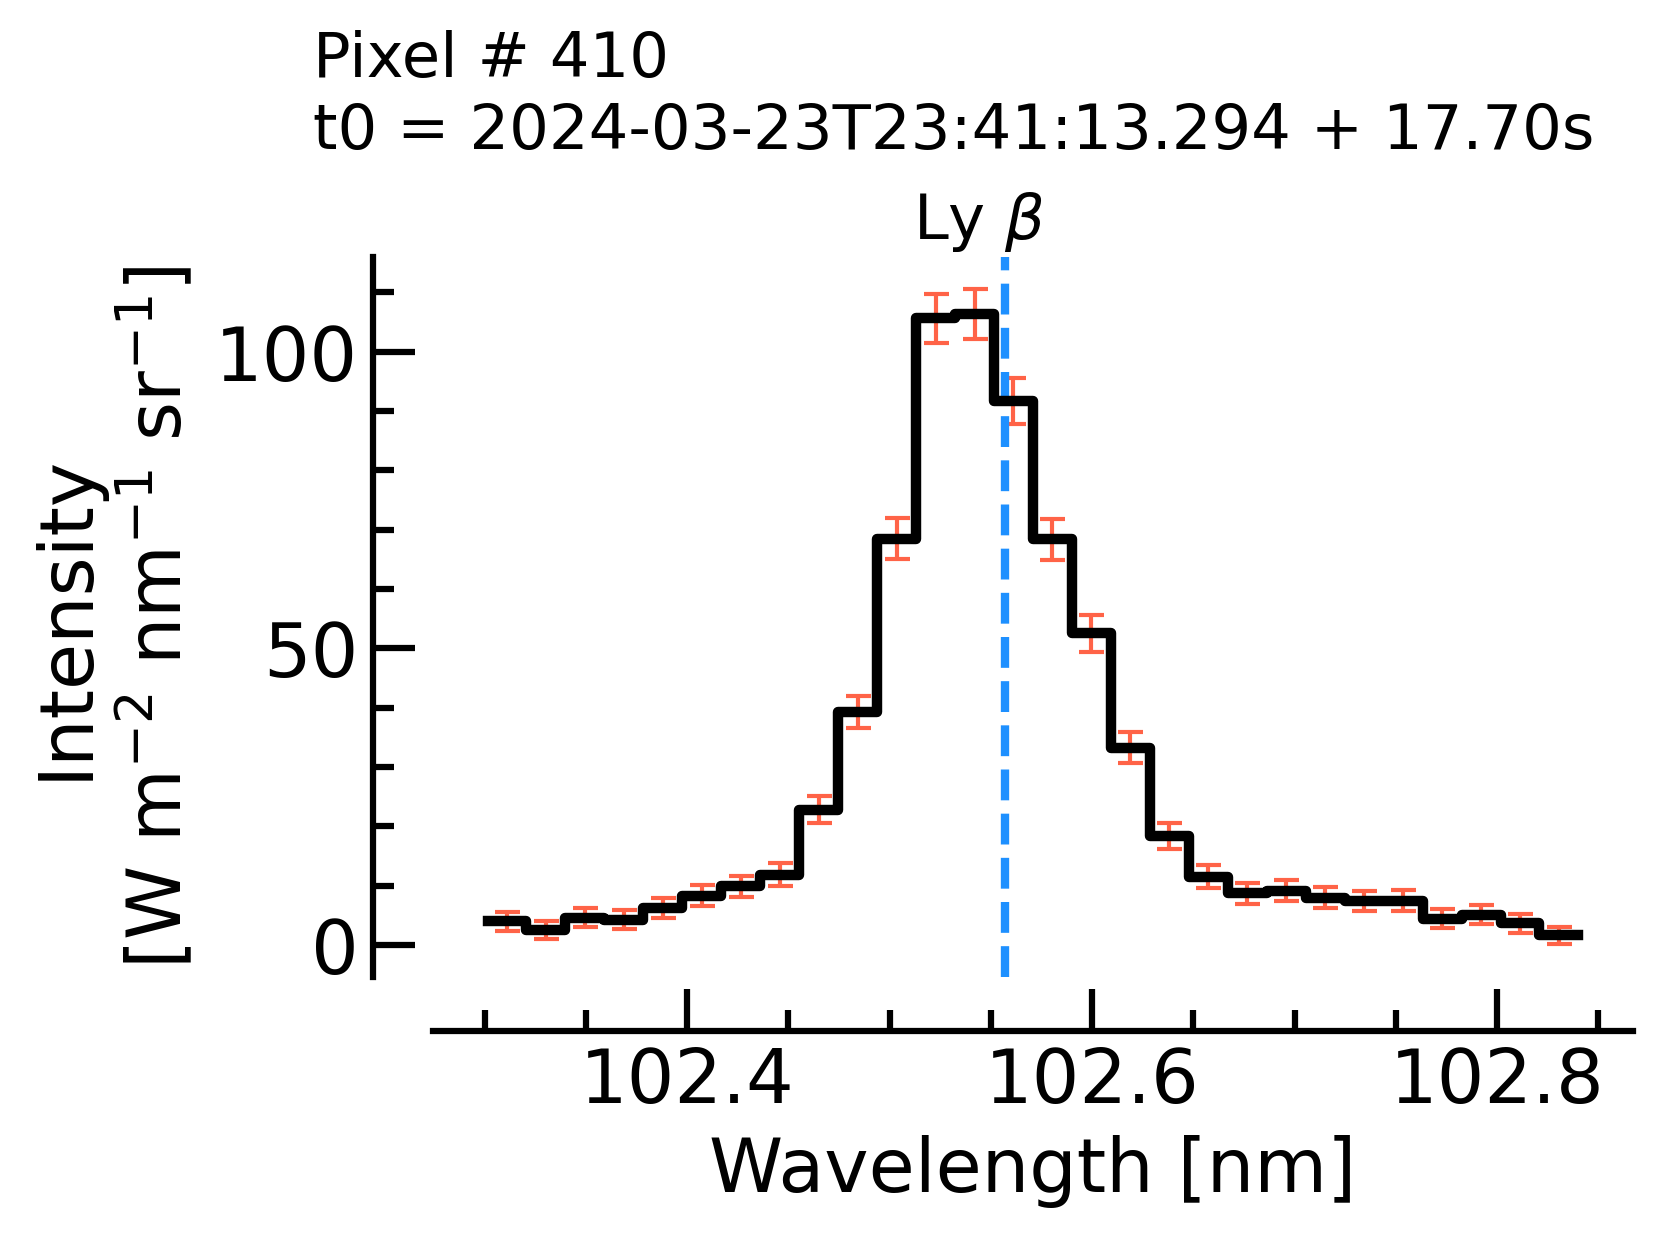 Pixel # 410
t0 = 2024-03-23T23:41:13.294 + 17.70s
Ly β
Intensity
[W m⁻² nm⁻¹ sr⁻¹]
100
50
0
102.4 102.6 102.8
Wavelength [nm]